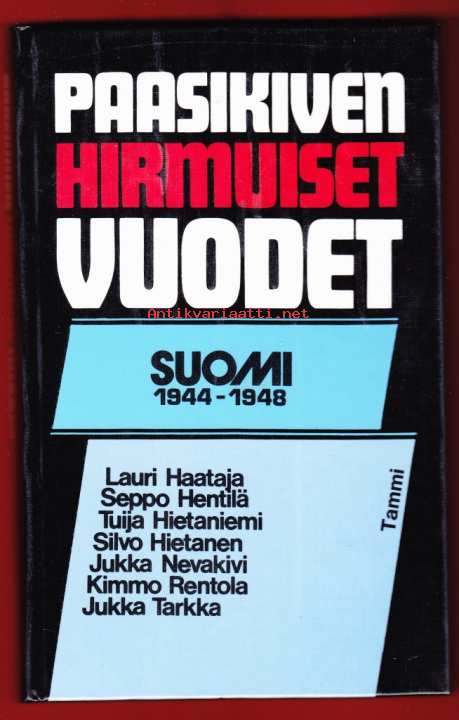 PAASIKIVEN
HIRMUISET
VUODET
Antikvariaatti.net
SUOMI
1944-1948
Lauri Haataja
Seppo Hentilä
Tuija Hietaniemi
Silvo Hietanen
Jukka Nevakivi
Kimmo Rentola
Jukka Tarkka
Tammi